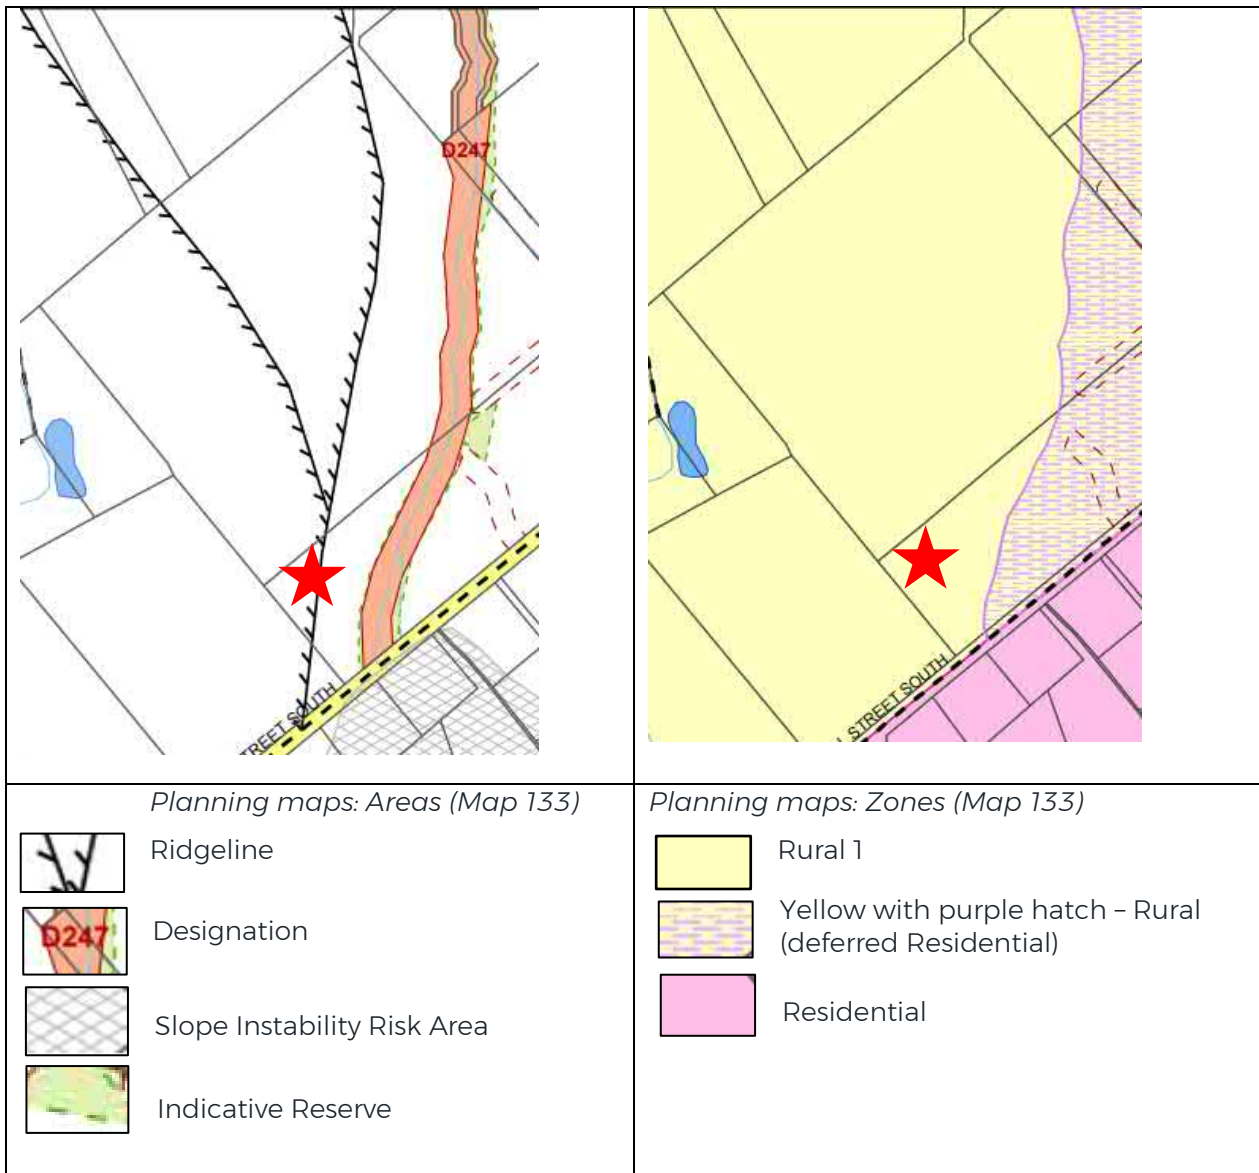 D247
TREET SOUTH
L STREET SOUTH
Planning maps: Areas (Map 133)
Ridgeline
D247
Designation
Slope Instability Risk Area
Indicative Reserve
Planning maps: Zones (Map 133)
Rural 1
Yellow with purple hatch – Rural
(deferred Residential)
Residential